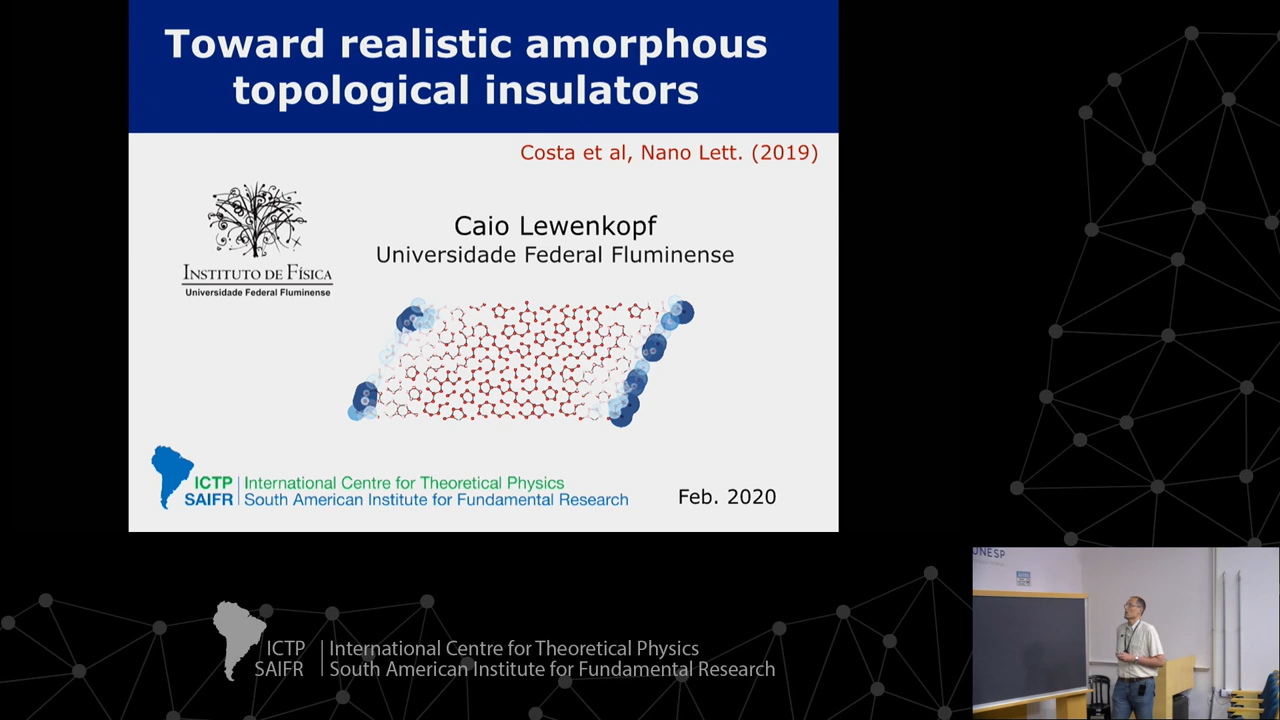 Toward realistic amorphous
topological insulators
Costa et al, Nano Lett. (2019)
Caio Lewenkopf
Universidade Federal Fluminense
INSTITUTO DE FÍSICA
Universidade Federal Fluminense
ICTP | International Centre for Theoretical Physics
SAIFR | South American Institute for Fundamental Research
Feb. 2020
UNESP
ICTP | International Centre for Theoretical Physics
SAIFR | South American Institute for Fundamental Research